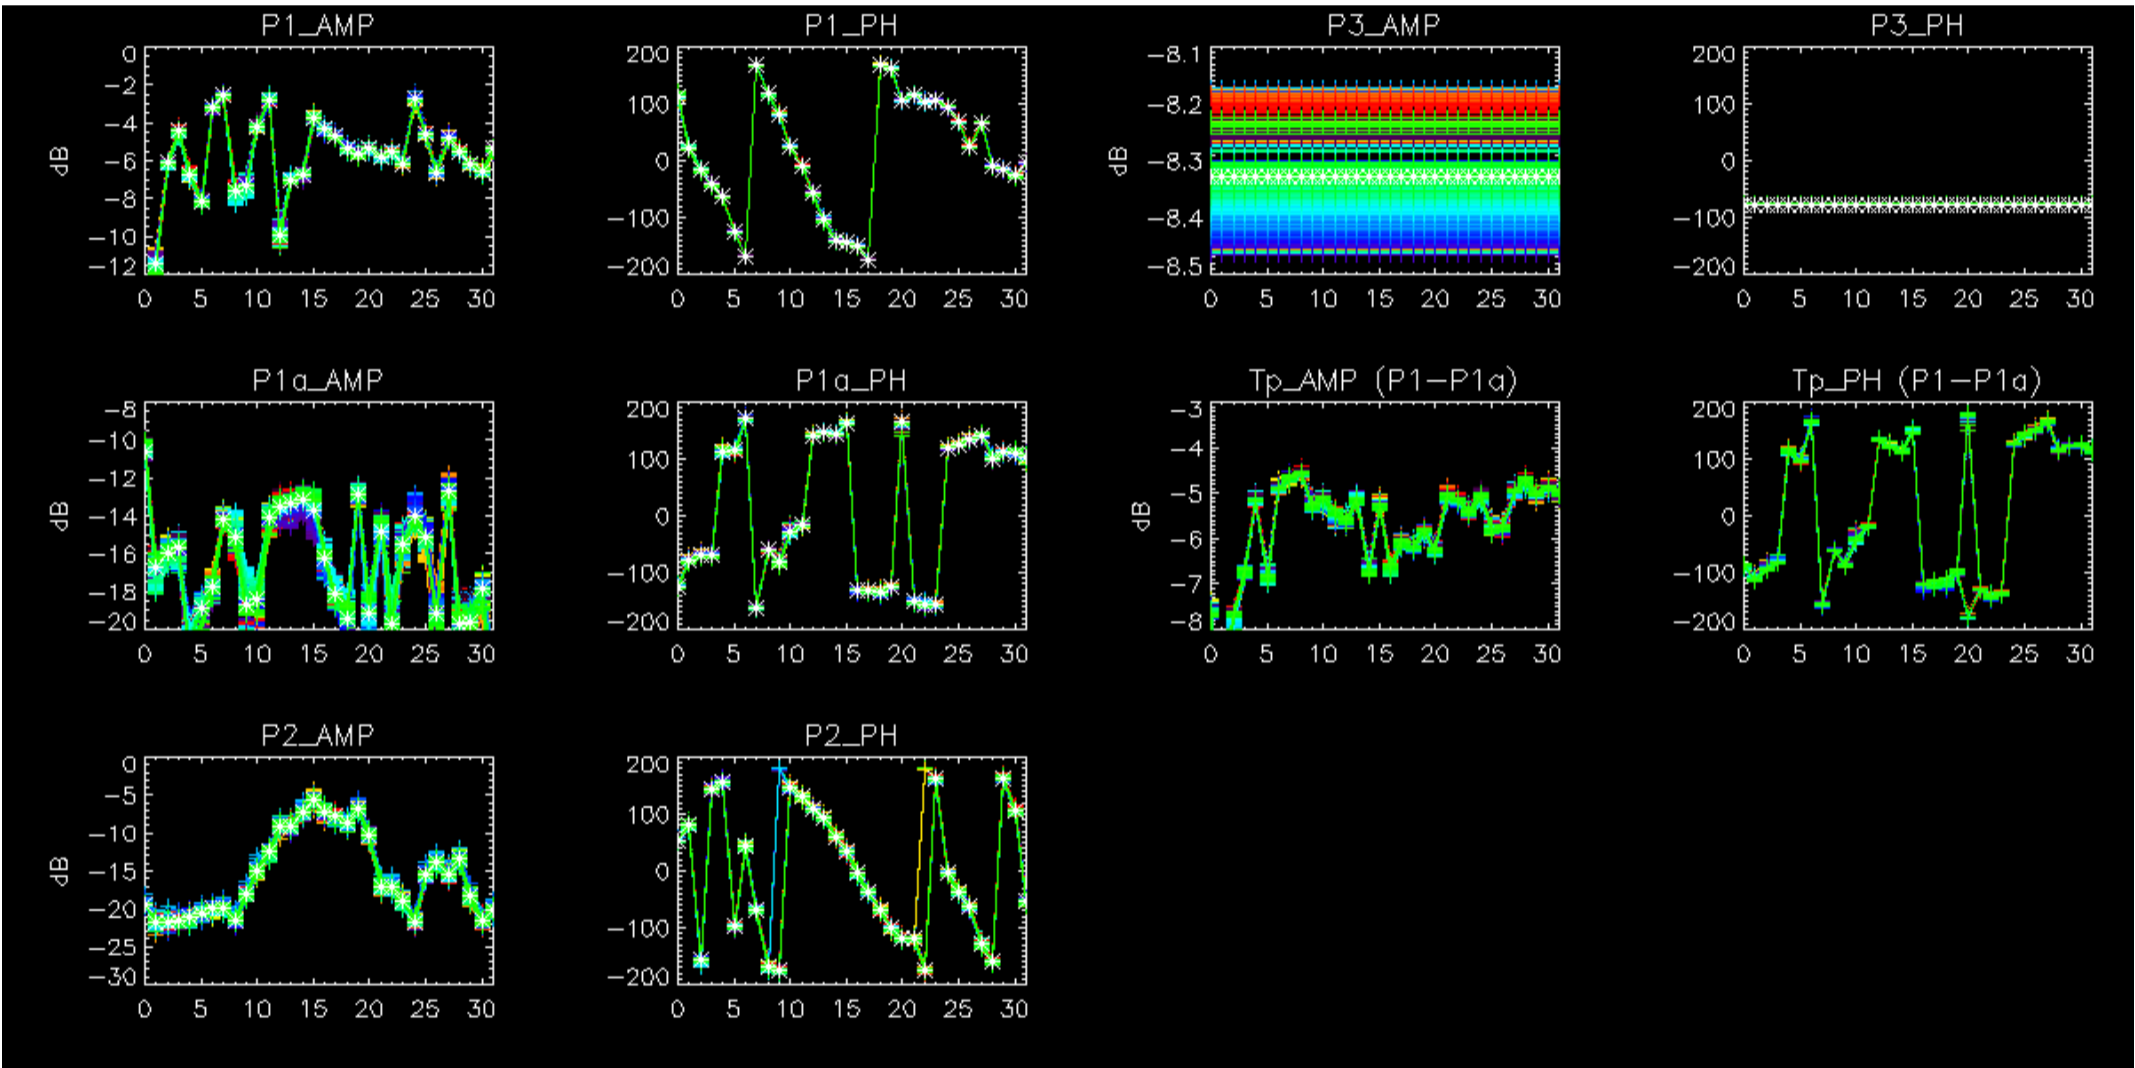 P1_AMP
0
−2
−4
−6
−8
−10
−12
dB
0 5 10 15 20 25 30
P1_PH
200
100
0
−100
−200
0 5 10 15 20 25 30
P3_AMP
−8.1
−8.2
−8.3
−8.4
−8.5
dB
0 5 10 15 20 25 30
P3_PH
200
100
0
−100
−200
0 5 10 15 20 25 30
P1a_AMP
−8
−10
−12
−14
−16
−18
−20
dB
0 5 10 15 20 25 30
P1a_PH
200
100
0
−100
−200
0 5 10 15 20 25 30
Tp_AMP (P1−P1a)
−3
−4
−5
−6
−7
−8
dB
0 5 10 15 20 25 30
Tp_PH (P1−P1a)
200
100
0
−100
−200
0 5 10 15 20 25 30
P2_AMP
0
−5
−10
−15
−20
−25
−30
dB
0 5 10 15 20 25 30
P2_PH
200
100
0
−100
−200
0 5 10 15 20 25 30